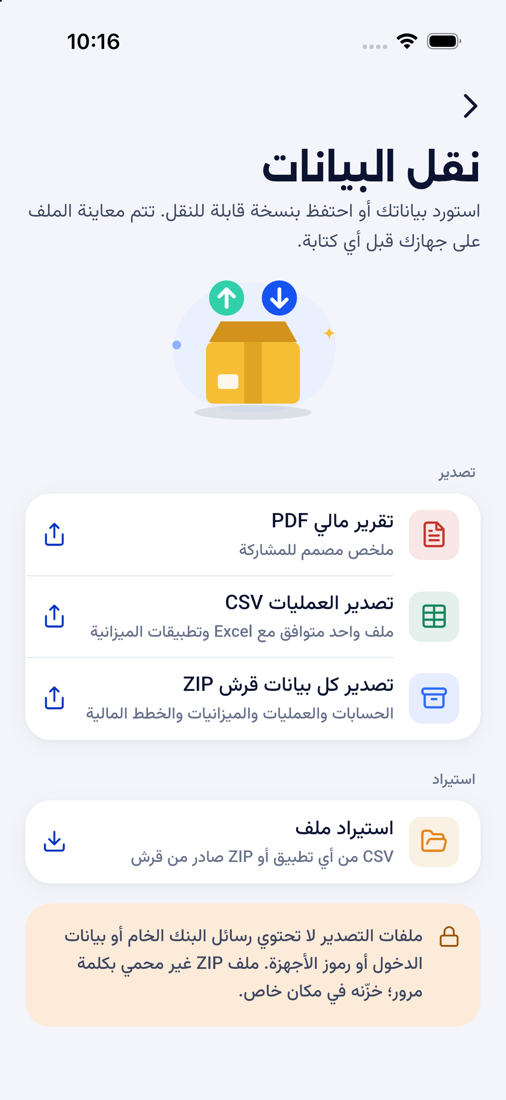 10:16
نقل البيانات
استورد بياناتك أو احتفظ بنسخة قابلة للنقل. تتم معاينة الملف
على جهازك قبل أي كتابة.
تصدير
تقرير مالي PDF
ملخص مصمم للمشاركة
تصدير العمليات CSV
ملف واحد متوافق مع Excel وتطبيقات الميزانية
تصدير كل بيانات قرش ZIP
الحسابات والعمليات والميزانيات والخطط المالية
استيراد
استيراد ملف
CSV من أي تطبيق أو ZIP صادر من قرش
ملفات التصدير لا تحتوي رسائل البنك الخام أو بيانات
الدخول أو رموز الأجهزة. ملف ZIP غير محمي بكلمة
مرور؛ خزّنه في مكان خاص.